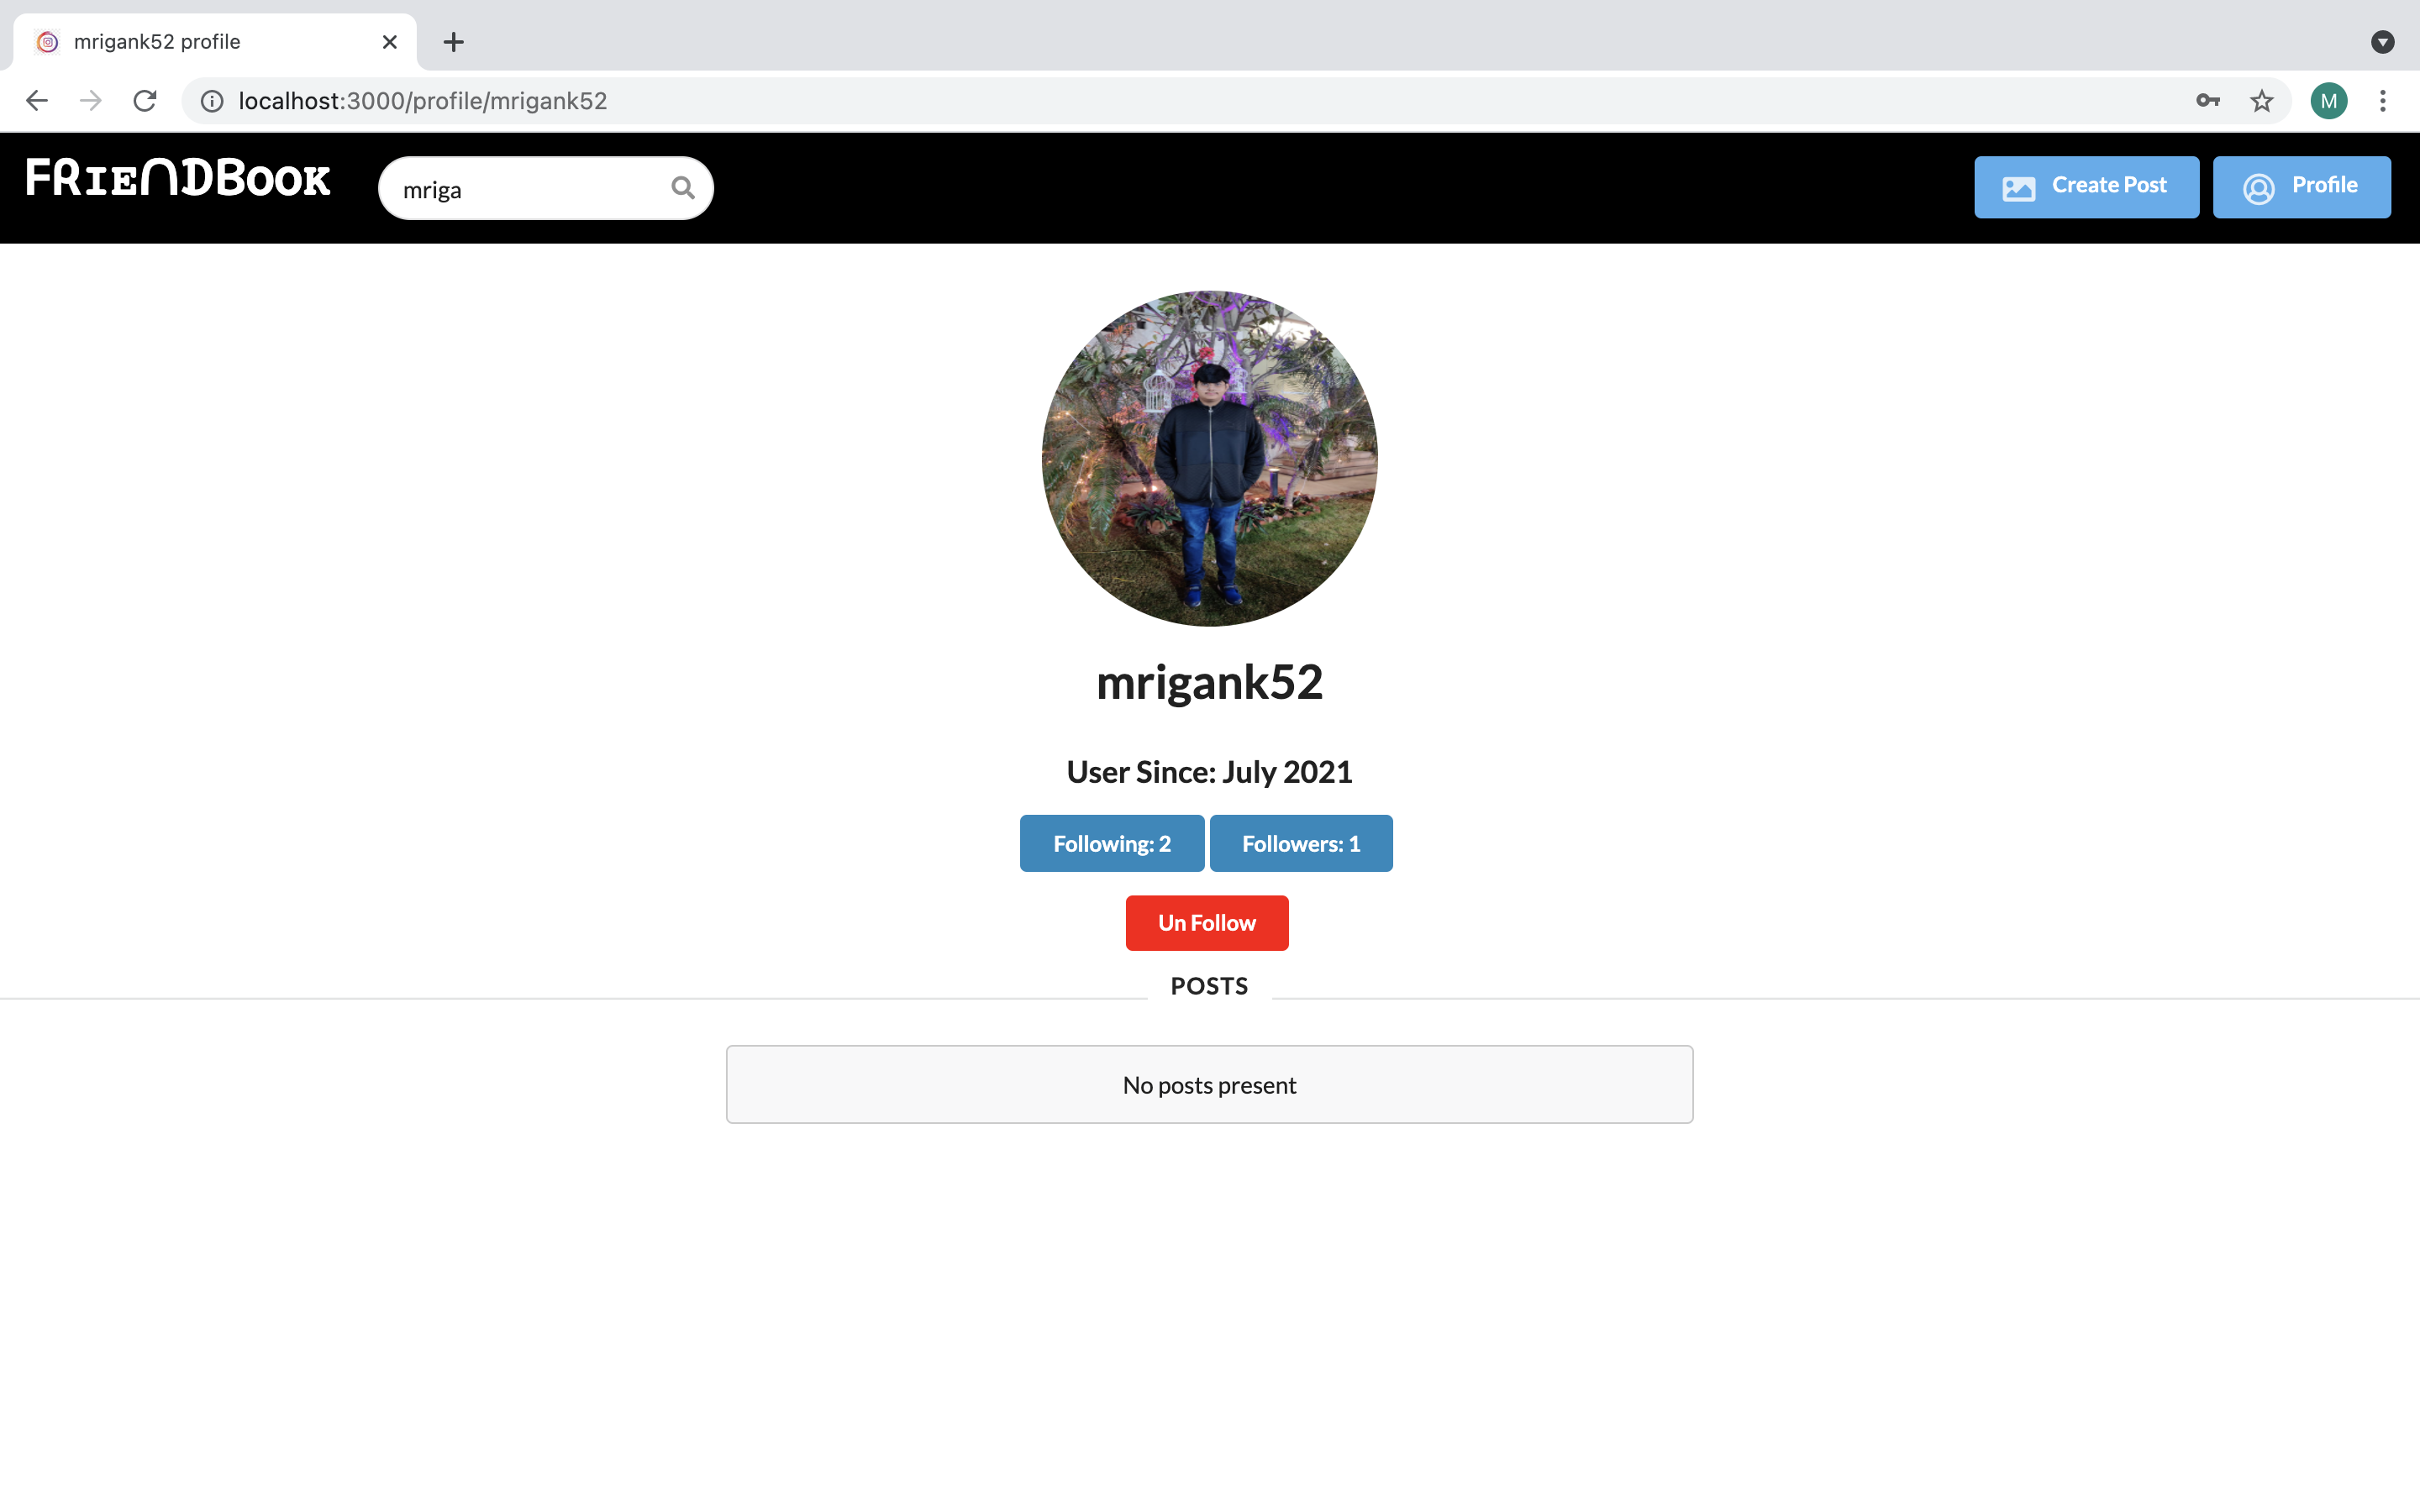 mrigank52 profile
localhost:3000/profile/mrigank52
M
FRIENDBOOK
mriga
Create Post
Profile
mrigank52
User Since: July 2021
Following: 2
Followers: 1
Un Follow
POSTS
No posts present